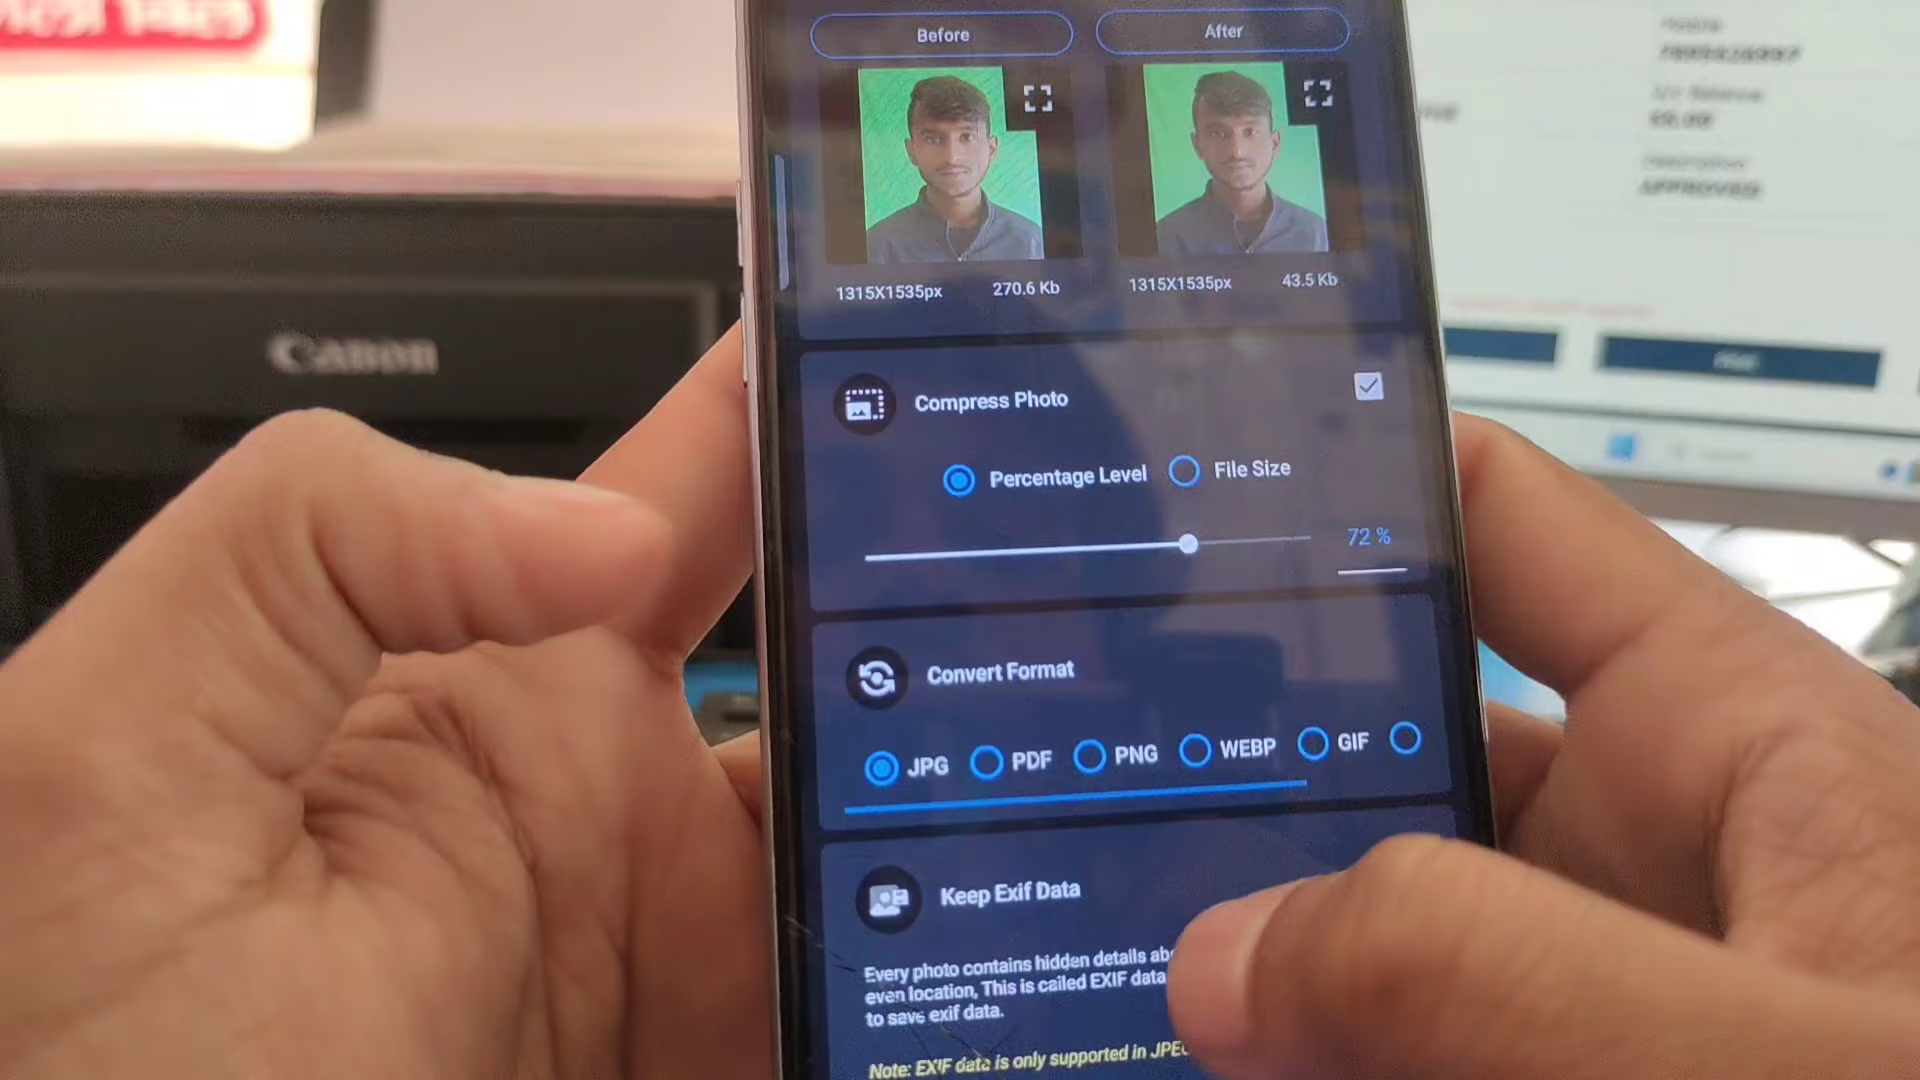 Before
After
1315X1535px
270.6 Kb
1315X1535px
43.5 Kb
Compress Photo
Percentage Level
File Size
72 %
Convert Format
JPG
PDF
PNG
WEBP
GIF
Keep Exif Data
Every photo contains hidden details
even location, This is called EXIF data
to save exif data.
Note: EXIF data is only supported in
Canon
APPROVED